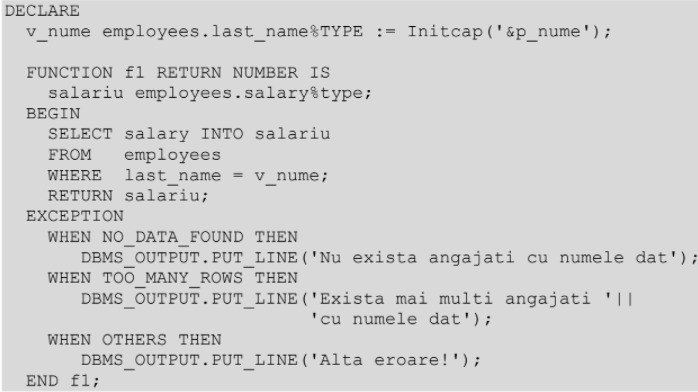 DECLARE
  v_nume employees.last_name%TYPE := Initcap('&p_nume');

  FUNCTION f1 RETURN NUMBER IS
    salariu employees.salary%type;
  BEGIN
    SELECT salary INTO salariu
    FROM   employees
    WHERE  last_name = v_nume;
    RETURN salariu;
  EXCEPTION
    WHEN NO_DATA_FOUND THEN
       DBMS_OUTPUT.PUT_LINE('Nu exista angajati cu numele dat');
    WHEN TOO_MANY_ROWS THEN
       DBMS_OUTPUT.PUT_LINE('Exista mai multi angajati '||
                            'cu numele dat');
    WHEN OTHERS THEN
       DBMS_OUTPUT.PUT_LINE('Alta eroare!');
  END f1;